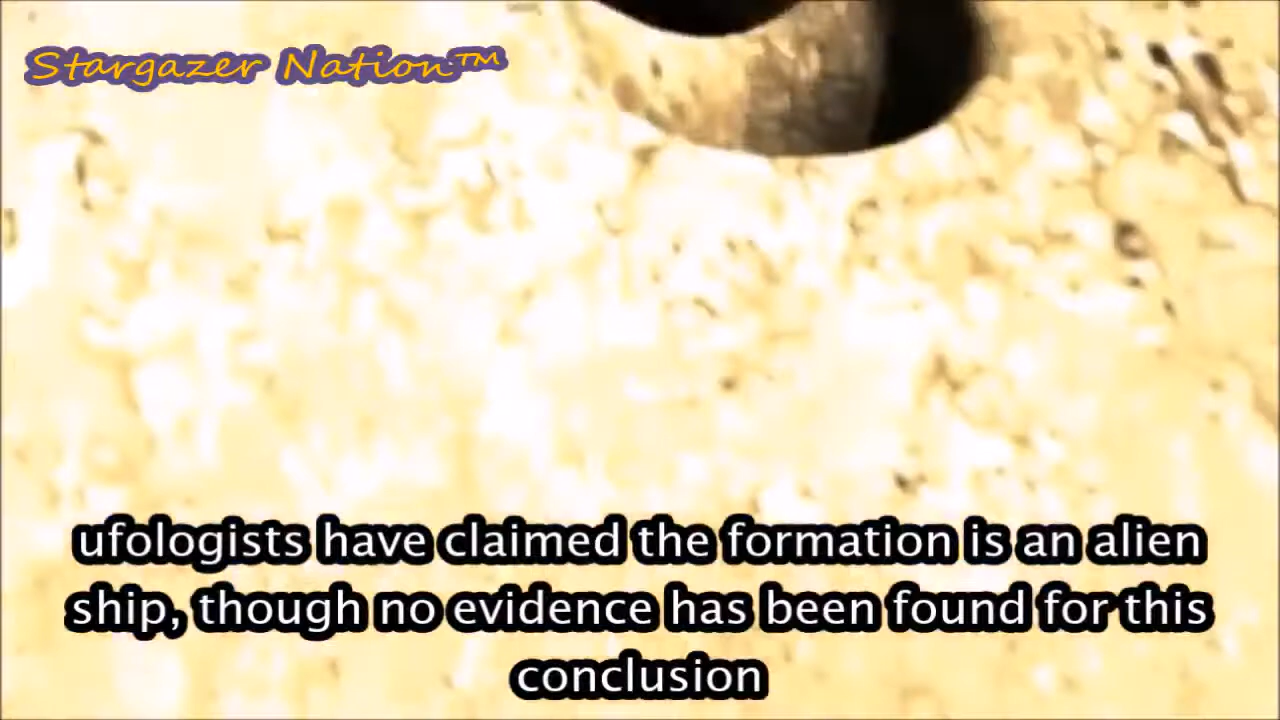 Stargazer Nation™
ufologists have claimed the formation is an alien
ship, though no evidence has been found for this
conclusion